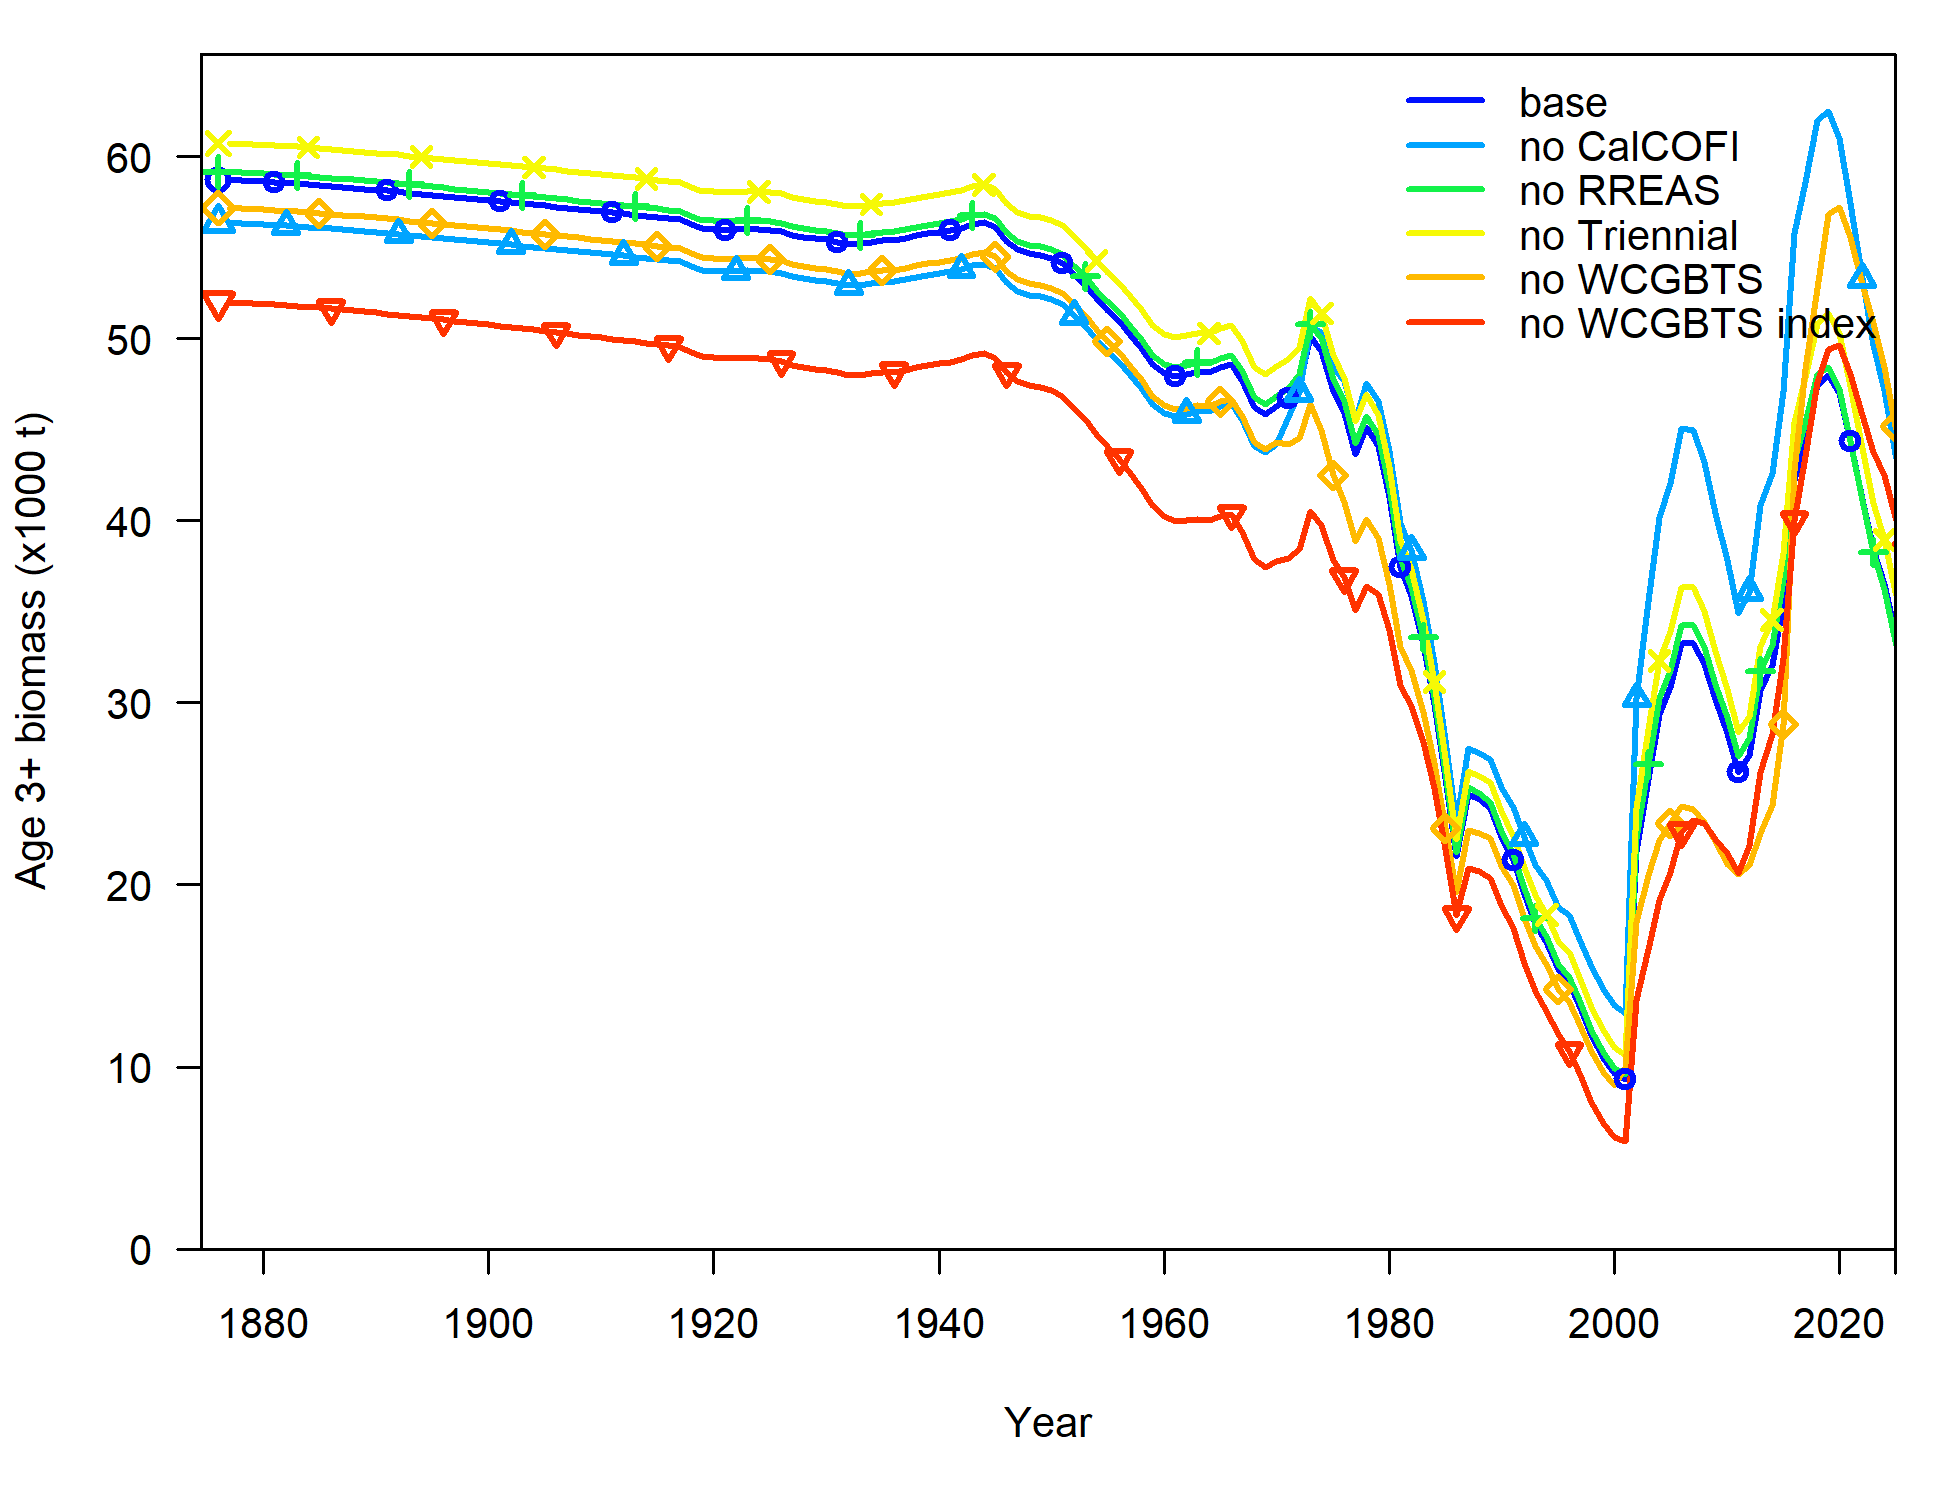 base
no CalCOFI
no RREAS
no Triennial
no WCGBTS
no WCGBTS index
60
50
40
30
20
10
0
Age 3+ biomass (x1000 t)
1880 1900 1920 1940 1960 1980 2000 2020
Year